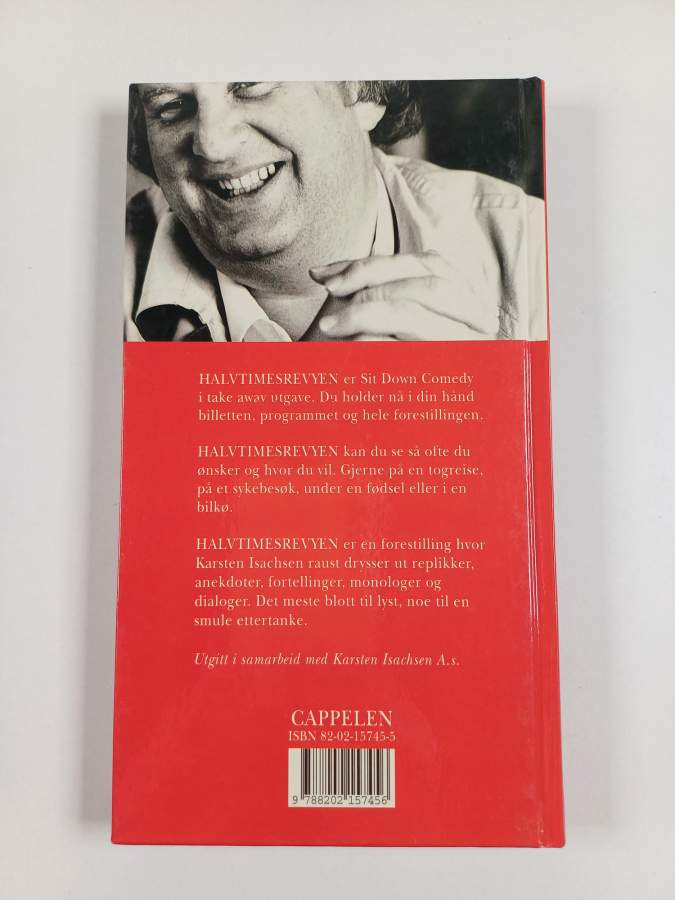 HALVTIMESREVYEN er Sit Down Comedy
i take away utgave. Du holder nå i din hånd
billetten, programmet og hele forestillingen.
HALVTIMESREVYEN kan du se så ofte du
ønsker og hvor du vil. Gjerne på en togreise,
på et sykebesøk, under en fødsel eller i en
bilkø.
HALVTIMESREVYEN er en forestilling hvor
Karsten Isachsen raust drysser ut replikker,
anekdoter, fortellinger, monologer og
dialoger. Det meste blott til lyst, noe til en
smule ettertanke.
Utgitt i samarbeid med Karsten Isachsen A.s.
CAPPELEN
ISBN 82-02-15745-5
9 788202 157456